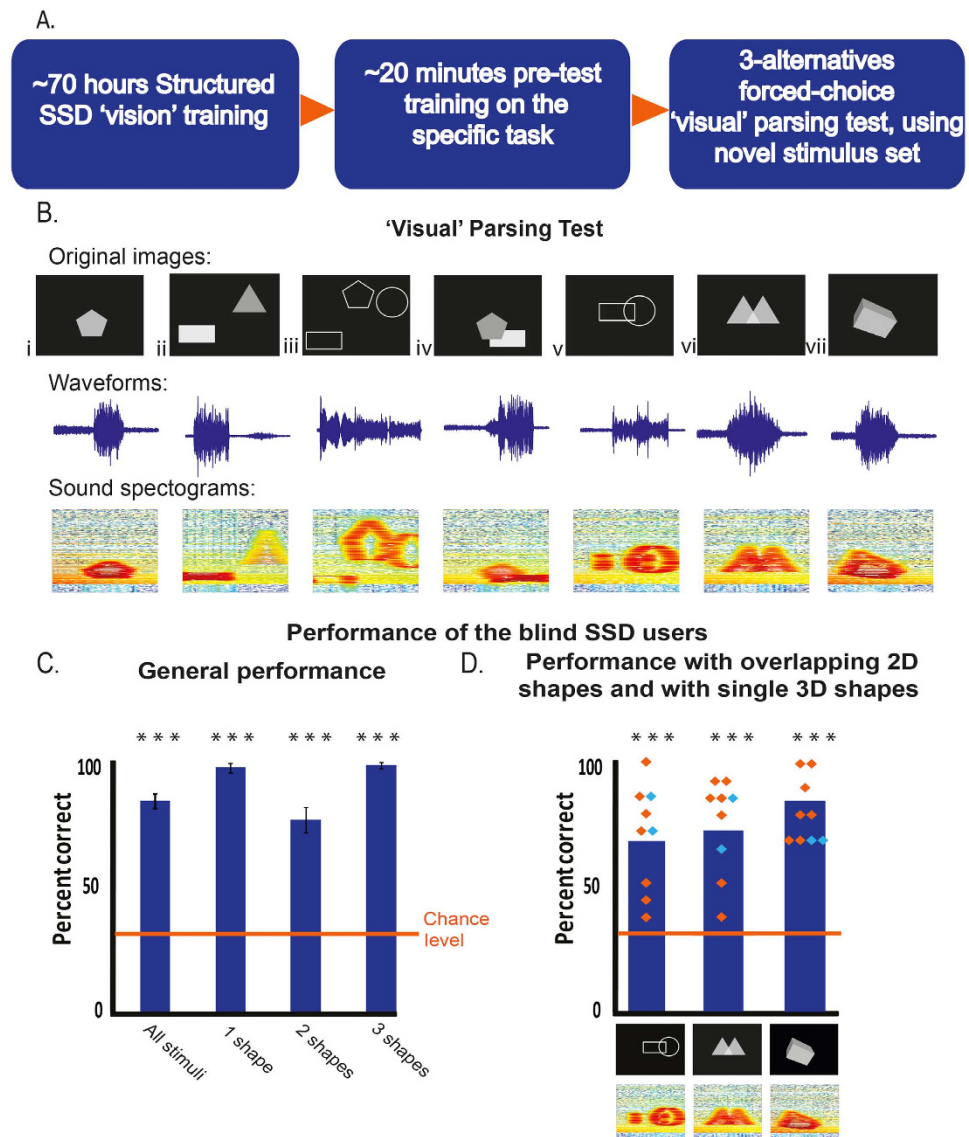 A.
~70 hours Structured
SSD 'vision' training
~20 minutes pre-test
training on the
specific task
3-alternatives
forced-choice
'visual' parsing test, using
novel stimulus set
B.
'Visual' Parsing Test
Original images:
i ii iii iv v vi vii
Waveforms:
Sound spectograms:
Performance of the blind SSD users
C.
General performance
D.
Performance with overlapping 2D
shapes and with single 3D shapes
*** *** *** ***
100
50
0
Percent correct
Chance
level
All stimuli
1 shape
2 shapes
3 shapes
*** *** ***
100
50
0
Percent correct